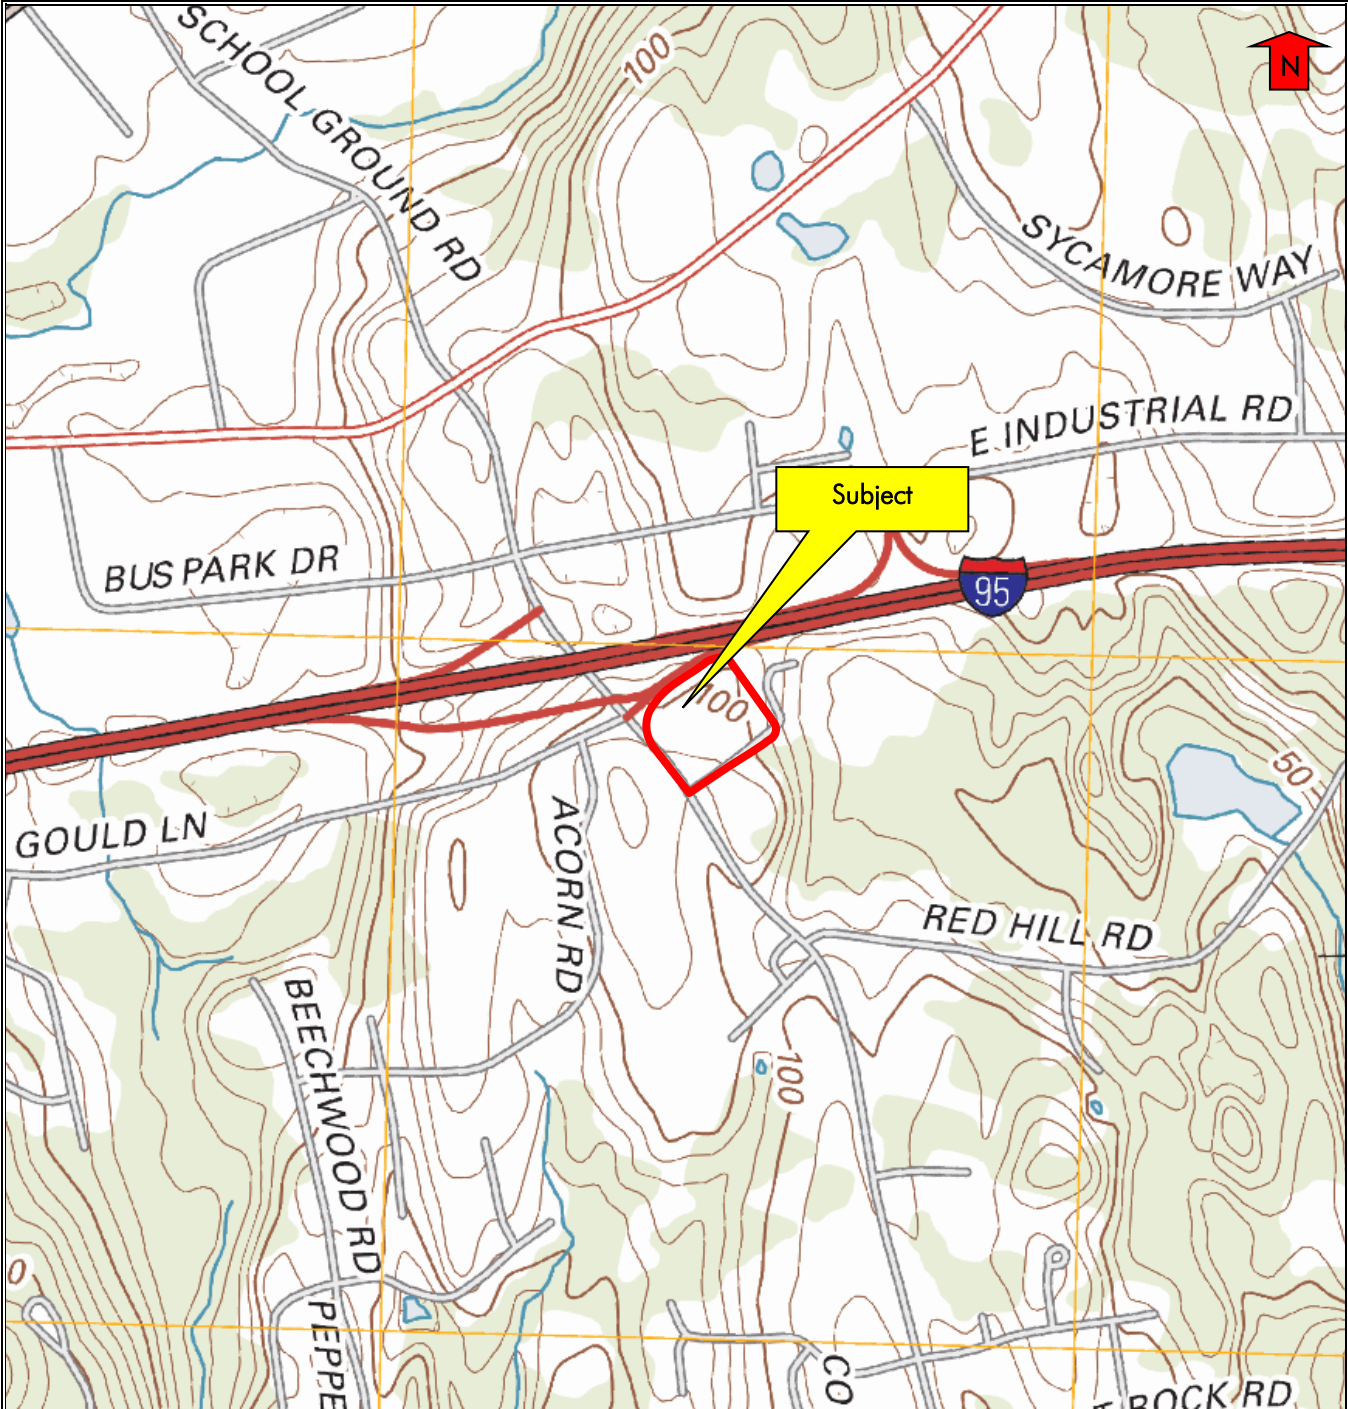 SCHOOL GROUND RD
100
N
SYCAMORE WAY
E INDUSTRIAL RD
Subject
BUS PARK DR
95
100
50
GOULD LN
ACORN RD
RED HILL RD
BEECHWOOD RD
100
0
PEPPE
CO
ROCK RD